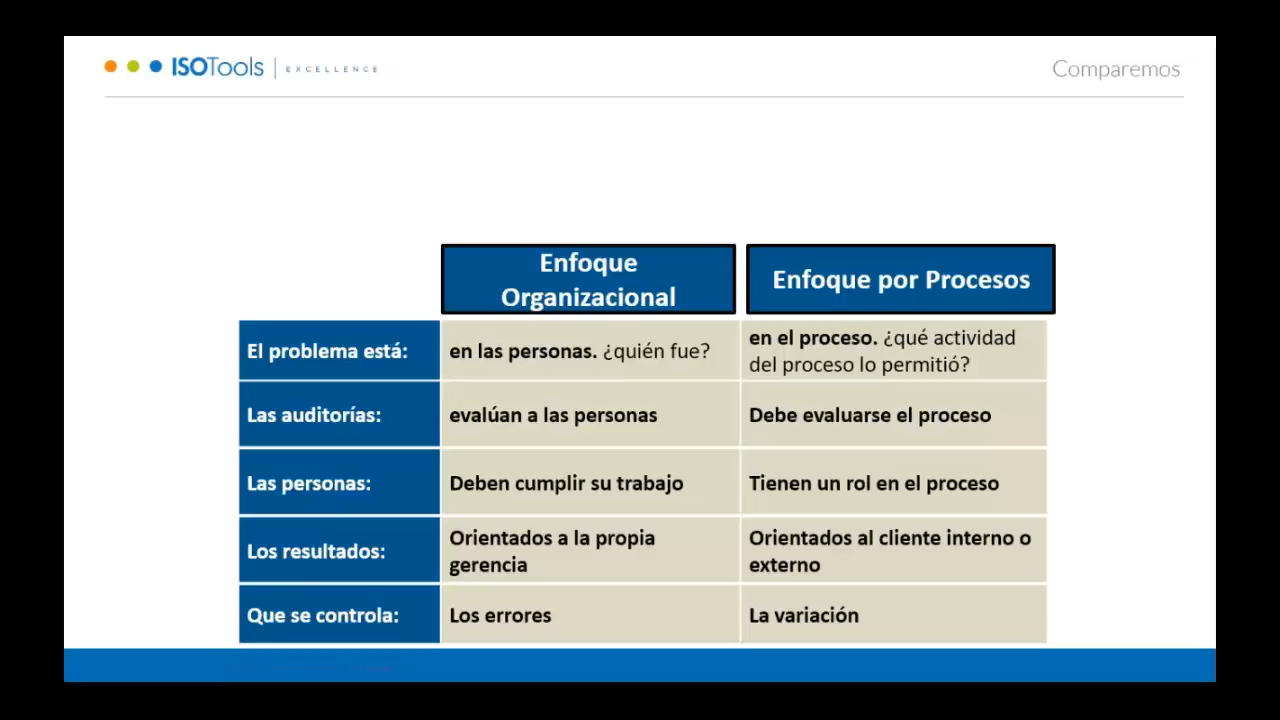 ISOTools | EXCELLENCE
Comparemos
Enfoque
Organizacional
Enfoque por Procesos
El problema está:
en las personas. ¿quién fue?
en el proceso. ¿qué actividad
del proceso lo permitió?
Las auditorías:
evalúan a las personas
Debe evaluarse el proceso
Las personas:
Deben cumplir su trabajo
Tienen un rol en el proceso
Los resultados:
Orientados a la propia
gerencia
Orientados al cliente interno o
externo
Que se controla:
Los errores
La variación